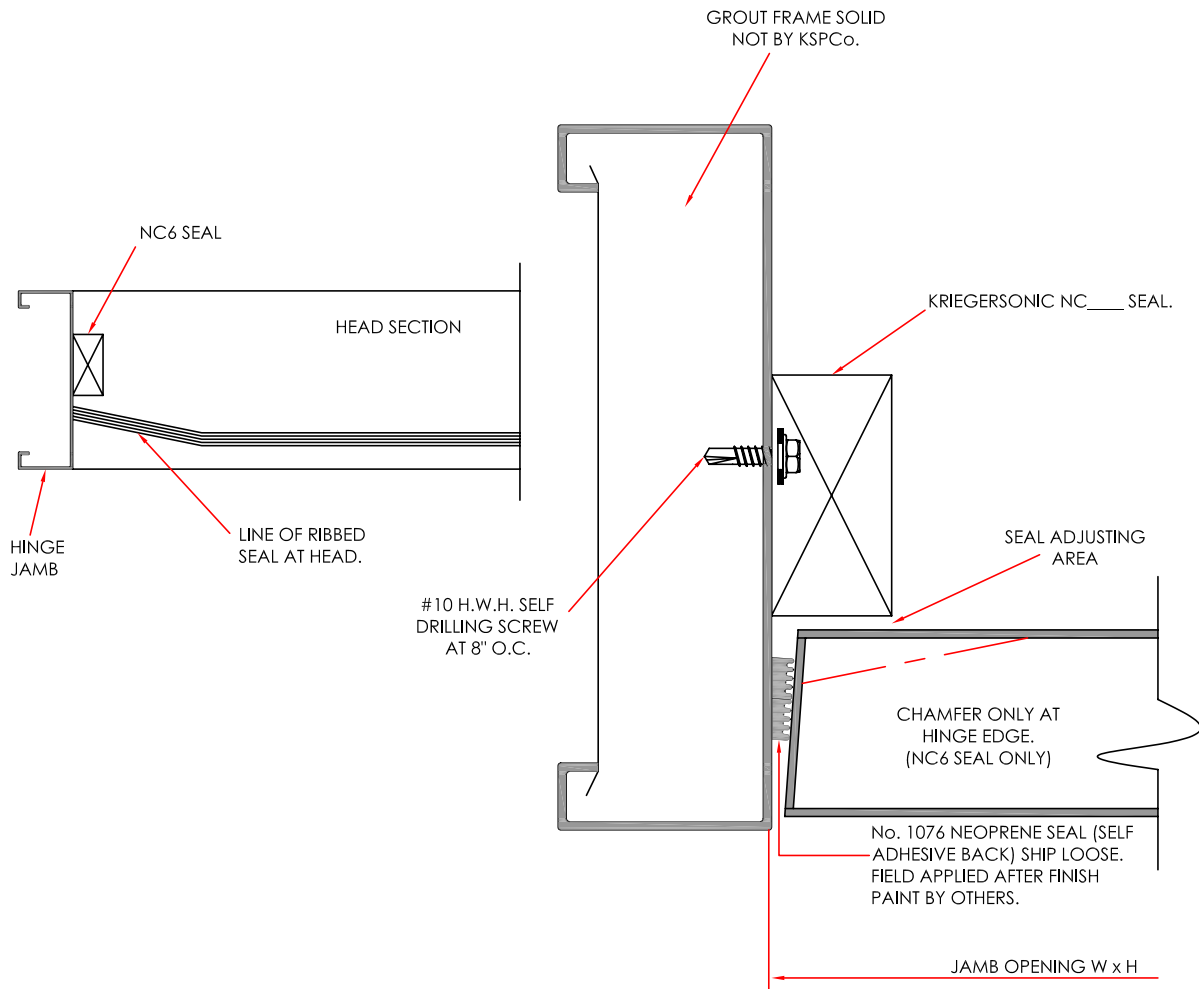 GROUT FRAME SOLID
NOT BY KSPCo.
NC6 SEAL
HEAD SECTION
KRIEGERSONIC NC____ SEAL.
HINGE
JAMB
LINE OF RIBBED
SEAL AT HEAD.
SEAL ADJUSTING
AREA
#10 H.W.H. SELF
DRILLING SCREW
AT 8" O.C.
CHAMFER ONLY AT
HINGE EDGE.
(NC6 SEAL ONLY)
No. 1076 NEOPRENE SEAL (SELF
ADHESIVE BACK) SHIP LOOSE.
FIELD APPLIED AFTER FINISH
PAINT BY OTHERS.
JAMB OPENING W x H